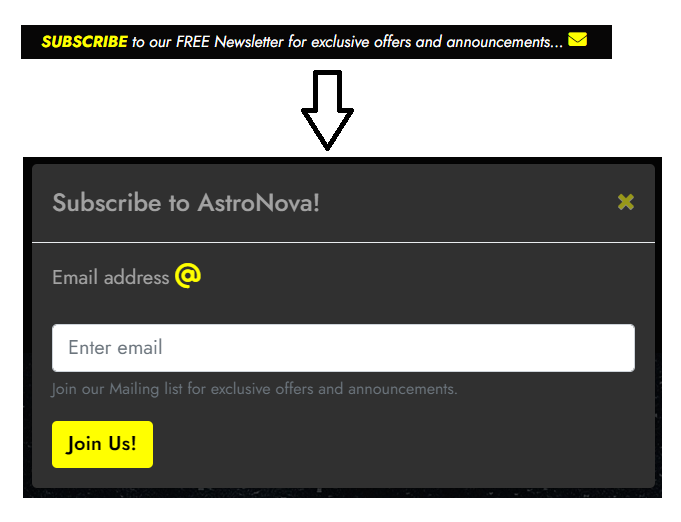 SUBSCRIBE to our FREE Newsletter for exclusive offers and announcements...
Subscribe to AstroNova!
Email address @
Enter email
Join our Mailing list for exclusive offers and announcements.
Join Us!